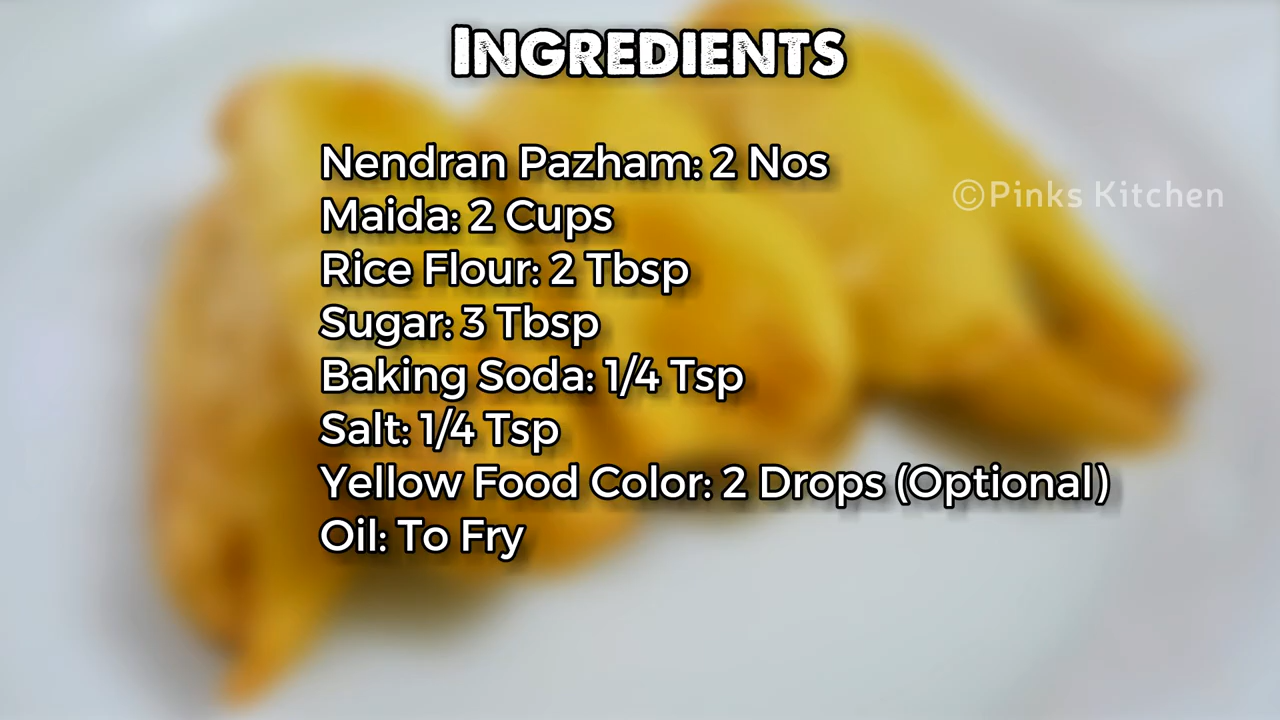 INGREDIENTS
Nendran Pazham: 2 Nos
©Pinks Kitchen
Maida: 2 Cups
Rice Flour: 2 Tbsp
Sugar: 3 Tbsp
Baking Soda: 1/4 Tsp
Salt: 1/4 Tsp
Yellow Food Color: 2 Drops (Optional)
Oil: To Fry